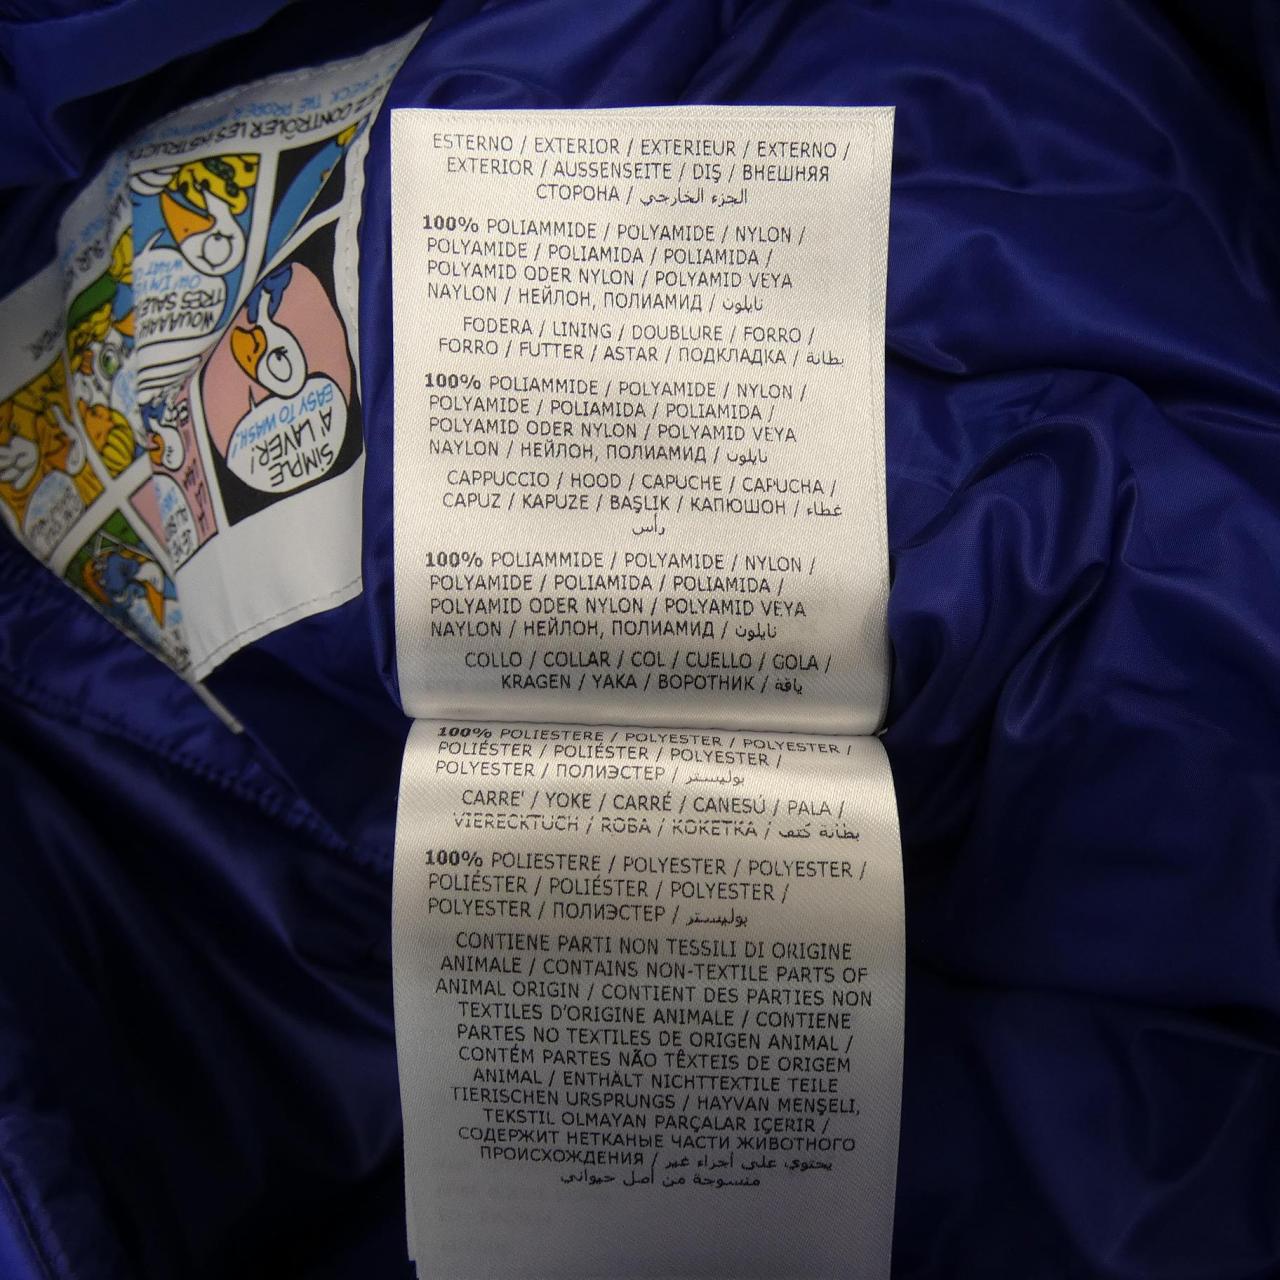 ESTERNO / EXTERIOR / EXTERIEUR / EXTERNO /
EXTERIOR / AUSSENSEITE / DIŞ / ВНЕШНЯЯ
СТОРОНА / الجزء الخارجي
100% POLIAMMIDE / POLYAMIDE / NYLON /
POLYAMIDE / POLIAMIDA / POLIAMIDA /
POLYAMID ODER NYLON / POLYAMID VEYA
NAYLON / НЕЙЛОН, ПОЛИАМИД / نايلون
FODERA / LINING / DOUBLURE / FORRO /
FORRO / FUTTER / ASTAR / ПОДКЛАДКА / بطانة
100% POLIAMMIDE / POLYAMIDE / NYLON /
POLYAMIDE / POLIAMIDA / POLIAMIDA /
POLYAMID ODER NYLON / POLYAMID VEYA
NAYLON / НЕЙЛОН, ПОЛИАМИД / نايلون
CAPPUCCIO / HOOD / CAPUCHE / CAPUCHA /
CAPUZ / KAPUZE / BAŞLIK / КАПЮШОН / غطاء
رأس
100% POLIAMMIDE / POLYAMIDE / NYLON /
POLYAMIDE / POLIAMIDA / POLIAMIDA /
POLYAMID ODER NYLON / POLYAMID VEYA
NAYLON / НЕЙЛОН, ПОЛИАМИД / نايلون
COLLO / COLLAR / COL / CUELLO / GOLA /
KRAGEN / YAKA / ВОРОТНИК / ياقة
100% POLIESTERE / POLYESTER / POLYESTER /
POLIÉSTER / POLIÉSTER / POLYESTER /
POLYESTER / ПОЛИЭСТЕР / بوليستر
CARRE' / YOKE / CARRÉ / CANESÚ / PALA /
VIERECKTUCH / ROBA / КОКЕТКА / بطانة كتف
100% POLIESTERE / POLYESTER / POLYESTER /
POLIÉSTER / POLIÉSTER / POLYESTER /
POLYESTER / ПОЛИЭСТЕР / بوليستر
CONTIENE PARTI NON TESSILI DI ORIGINE
ANIMALE / CONTAINS NON-TEXTILE PARTS OF
ANIMAL ORIGIN / CONTIENT DES PARTIES NON
TEXTILES D'ORIGINE ANIMALE / CONTIENE
PARTES NO TEXTILES DE ORIGEN ANIMAL /
CONTÉM PARTES NÃO TÊXTEIS DE ORIGEM
ANIMAL / ENTHÄLT NICHTTEXTILE TEILE
TIERISCHEN URSPRUNGS / HAYVAN MENŞELİ,
TEKSTIL OLMAYAN PARÇALAR IÇERIR /
СОДЕРЖИТ НЕТКАНЫЕ ЧАСТИ ЖИВОТНОГО
ПРОИСХОЖДЕНИЯ / يحتوي على أجزاء غير
منسوجة من أصل حيواني
SiMPLE
A LAVER!
EASY TO WASH!
WOUAAAH
TRES SALE
CONTRÔLER LES
CHECK THE PROPER